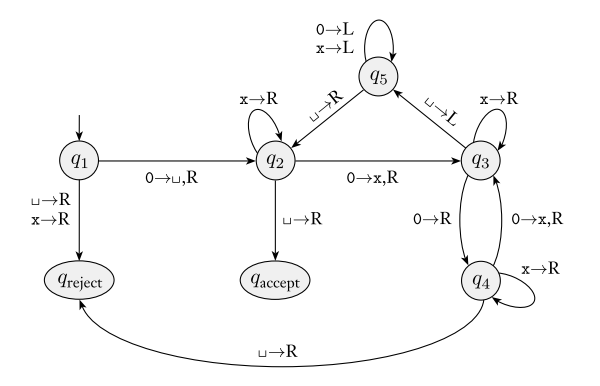 0→L
x→L
q5
x→R
␣→R
␣→L
x→R
q1
q2
q3
0→␣,R
0→x,R
␣→R
x→R
␣→R
0→R
0→x,R
qreject
qaccept
q4
x→R
␣→R